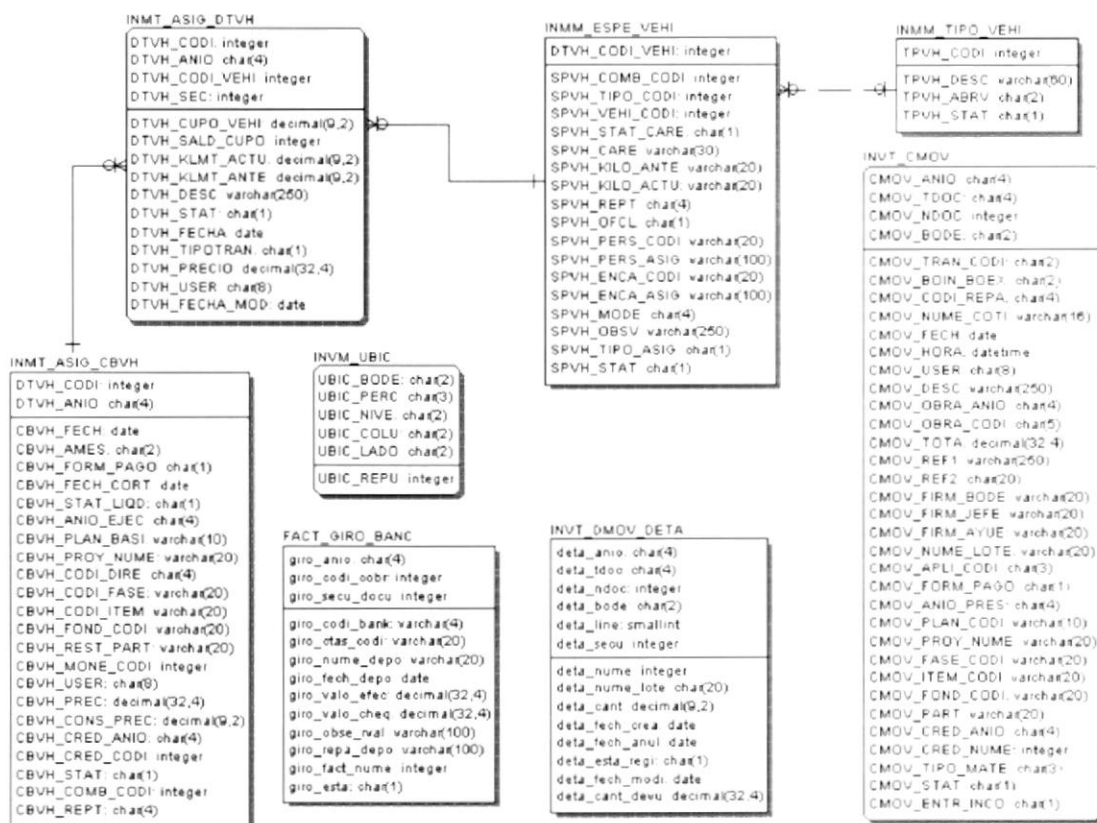 INMT_ASIG_DTVH
DTVH_CODI: integer
DTVH_ANIO: char(4)
DTVH_CODI_VEHI: integer
DTVH_SEC: integer
DTVH_CUPO_VEHI: decimal(9,2)
DTVH_SALD_CUPO: integer
DTVH_KLMT_ACTU: decimal(9,2)
DTVH_KLMT_ANTE: decimal(9,2)
DTVH_DESC: varchar(250)
DTVH_STAT: char(1)
DTVH_FECHA: date
DTVH_TIPOTRAN: char(1)
DTVH_PRECIO: decimal(32,4)
DTVH_USER: char(8)
DTVH_FECHA_MOD: date
INMM_ESPE_VEHI
DTVH_CODI_VEHI: integer
SPVH_COMB_CODI: integer
SPVH_TIPO_CODI: integer
SPVH_VEHI_CODI: integer
SPVH_STAT_CARE: char(1)
SPVH_CARE: varchar(30)
SPVH_KILO_ANTE: varchar(20)
SPVH_KILO_ACTU: varchar(20)
SPVH_REPT: char(4)
SPVH_OFCL: char(1)
SPVH_PERS_CODI: varchar(20)
SPVH_PERS_ASIG: varchar(100)
SPVH_ENCA_CODI: varchar(20)
SPVH_ENCA_ASIG: varchar(100)
SPVH_MODE: char(4)
SPVH_OBSV: varchar(250)
SPVH_TIPO_ASIG: char(1)
SPVH_STAT: char(1)
INMM_TIPO_VEHI
TPVH_CODI: integer
TPVH_DESC: varchar(60)
TPVH_ABRV: char(2)
TPVH_STAT: char(1)
INVT_CMOV
CMOV_ANIO: char(4)
CMOV_TDOC: char(4)
CMOV_NDOC: integer
CMOV_BODE: char(2)
CMOV_TRAN_CODI: char(2)
CMOV_BOIN_BOEX: char(2)
CMOV_CODI_REPA: char(4)
CMOV_NUME_COTI: varchar(16)
CMOV_FECH: date
CMOV_HORA: datetime
CMOV_USER: char(8)
CMOV_DESC: varchar(250)
CMOV_OBRA_ANIO: char(4)
CMOV_OBRA_CODI: char(5)
CMOV_TOTA: decimal(32,4)
CMOV_REF1: varchar(250)
CMOV_REF2: char(20)
CMOV_FIRM_BODE: varchar(20)
CMOV_FIRM_JEFE: varchar(20)
CMOV_FIRM_AYUE: varchar(20)
CMOV_NUME_LOTE: varchar(20)
CMOV_APLI_CODI: char(3)
CMOV_FORM_PAGO: char(1)
CMOV_ANIO_PRES: char(4)
CMOV_PLAN_CODI: varchar(10)
CMOV_PROY_NUME: varchar(20)
CMOV_FASE_CODI: varchar(20)
CMOV_ITEM_CODI: varchar(20)
CMOV_FOND_CODI: varchar(20)
CMOV_PART: varchar(20)
CMOV_CRED_ANIO: char(4)
CMOV_CRED_NUME: integer
CMOV_TIPO_MATE: char(3)
CMOV_STAT: char(1)
CMOV_ENTR_INCO: char(1)
INMT_ASIG_CBVH
DTVH_CODI: integer
DTVH_ANIO: char(4)
CBVH_FECH: date
CBVH_AMES: char(2)
CBVH_FORM_PAGO: char(1)
CBVH_FECH_CORT: date
CBVH_STAT_LIQD: char(1)
CBVH_ANIO_EJEC: char(4)
CBVH_PLAN_BASI: varchar(10)
CBVH_PROY_NUME: varchar(20)
CBVH_CODI_DIRE: char(4)
CBVH_CODI_FASE: varchar(20)
CBVH_CODI_ITEM: varchar(20)
CBVH_FOND_CODI: varchar(20)
CBVH_REST_PART: varchar(20)
CBVH_MONE_CODI: integer
CBVH_USER: char(8)
CBVH_PREC: decimal(32,4)
CBVH_CONS_PREC: decimal(9,2)
CBVH_CRED_ANIO: char(4)
CBVH_CRED_CODI: integer
CBVH_STAT: char(1)
CBVH_COMB_CODI: integer
CBVH_REPT: char(4)
INVM_UBIC
UBIC_BODE: char(2)
UBIC_PERC: char(3)
UBIC_NIVE: char(2)
UBIC_COLU: char(2)
UBIC_LADO: char(2)
UBIC_REPU: integer
FACT_GIRO_BANC
giro_anio: char(4)
giro_codi_cobr: integer
giro_secu_docu: integer
giro_codi_bank: varchar(4)
giro_ctas_codi: varchar(20)
giro_nume_depo: varchar(20)
giro_fech_depo: date
giro_valo_efec: decimal(32,4)
giro_valo_cheq: decimal(32,4)
giro_obse_rval: varchar(100)
giro_repa_depo: varchar(100)
giro_fact_nume: integer
giro_esta: char(1)
INVT_DMOV_DETA
deta_anio: char(4)
deta_tdoc: char(4)
deta_ndoc: integer
deta_bode: char(2)
deta_line: smallint
deta_secu: integer
deta_nume: integer
deta_nume_lote: char(20)
deta_cant: decimal(9,2)
deta_fech_crea: date
deta_fech_anul: date
deta_esta_regi: char(1)
deta_fech_modi: date
deta_cant_devu: decimal(32,4)